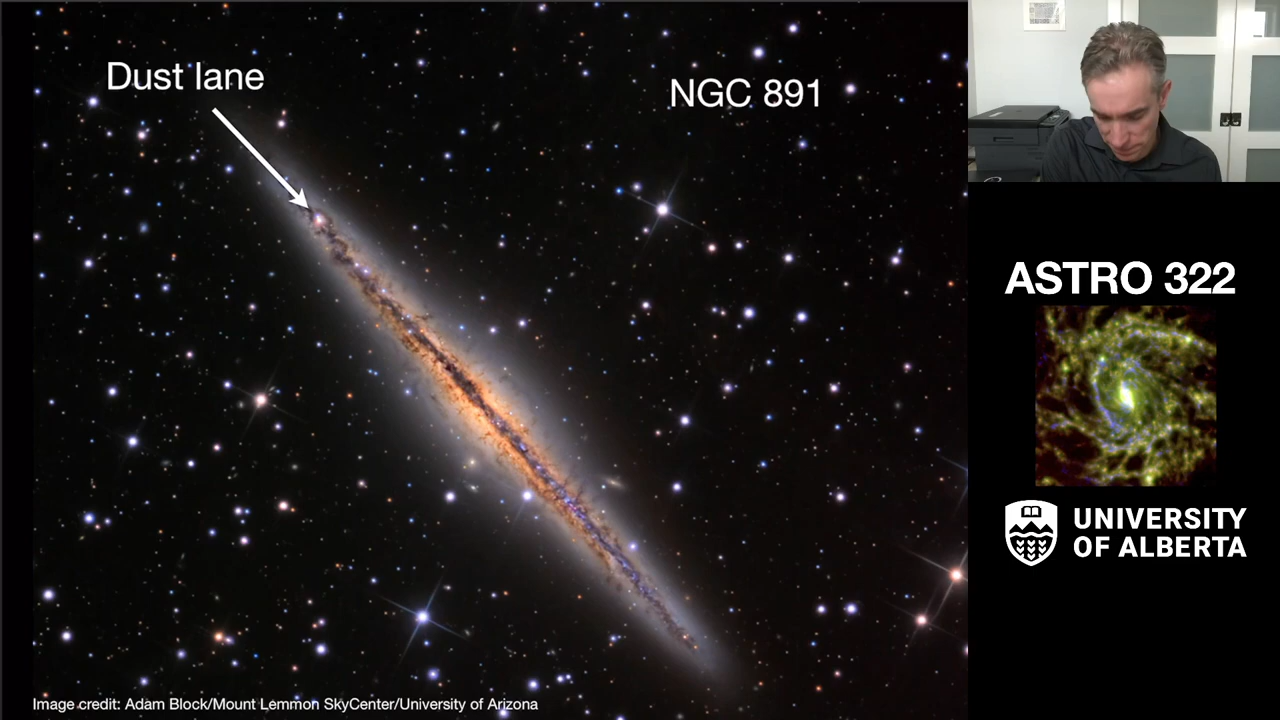 Dust lane
NGC 891
ASTRO 322
UNIVERSITY
OF ALBERTA
Image credit: Adam Block/Mount Lemmon SkyCenter/University of Arizona